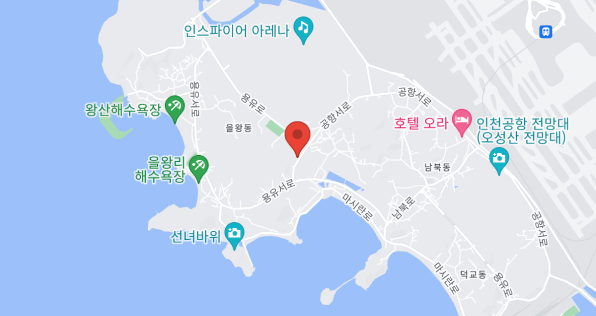 인스파이어 아레나
왕산해수욕장
용유서로
용유로
공항서로
공항서로
을왕동
호텔 오라
인천공항 전망대
(오성산 전망대)
을왕리
해수욕장
남북동
용유서로
마시란로
남북로
선녀바위
공항서로
마시란로
덕교동
용유로